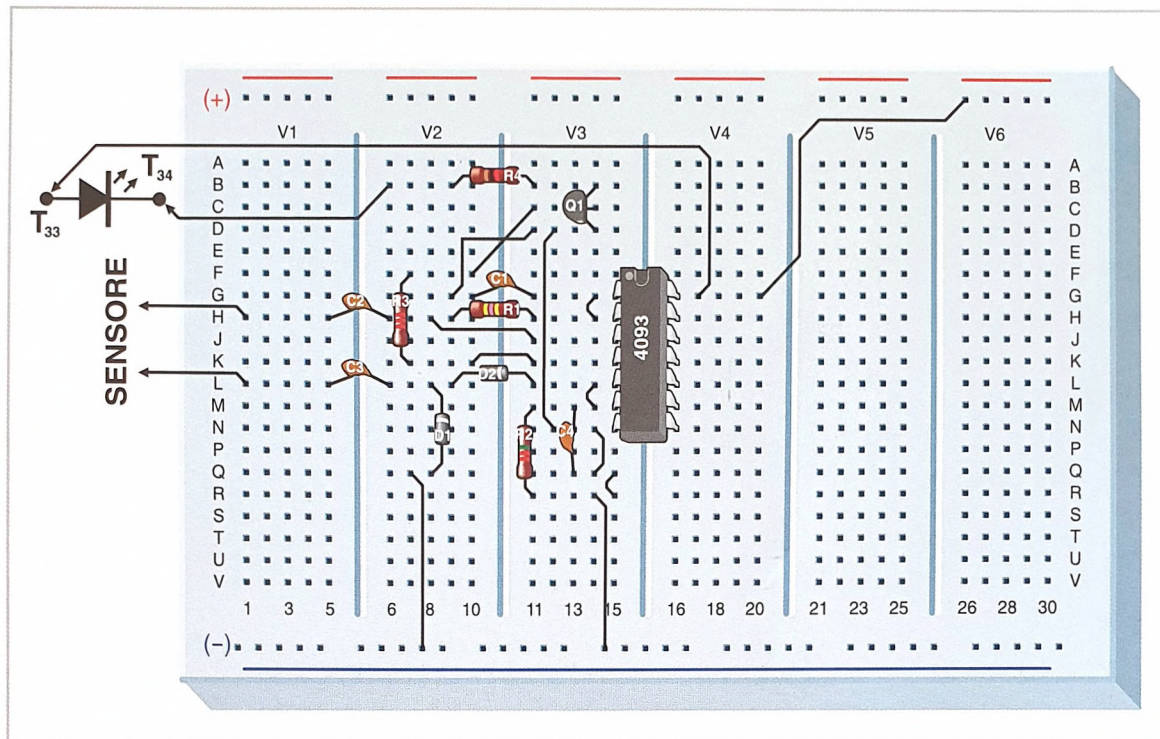 (+)
V1 V2 V3 V4 V5 V6
A A
B R4 B
T34
C Q1 C
T33
D D
E E
F F
C1
G G
C2 R3 R1
H H
SENSORE
J 4093 J
K K
C3 D2
L L
M M
N D1 R2 C4 N
P P
Q Q
R R
S S
T T
U U
V V
1 3 5 6 8 10 11 13 15 16 18 20 21 23 25 26 28 30
(-)